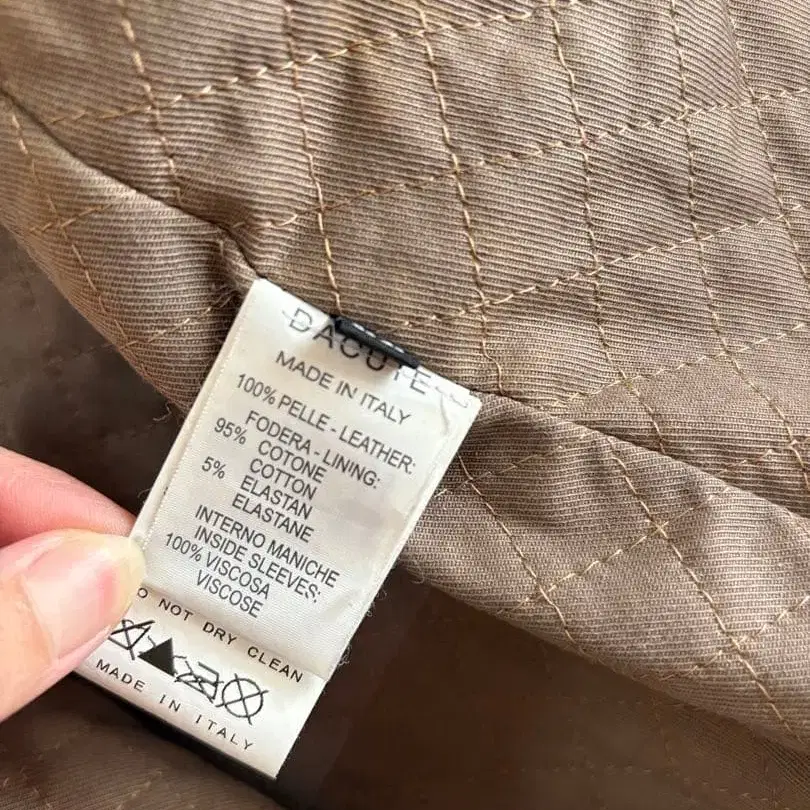 DACUTE
MADE IN ITALY
100% PELLE - LEATHER:
FODERA - LINING:
95% COTONE
COTTON
5% ELASTAN
ELASTANE
INTERNO MANICHE
INSIDE SLEEVES:
100% VISCOSA
VISCOSE
DO NOT DRY CLEAN
MADE IN ITALY